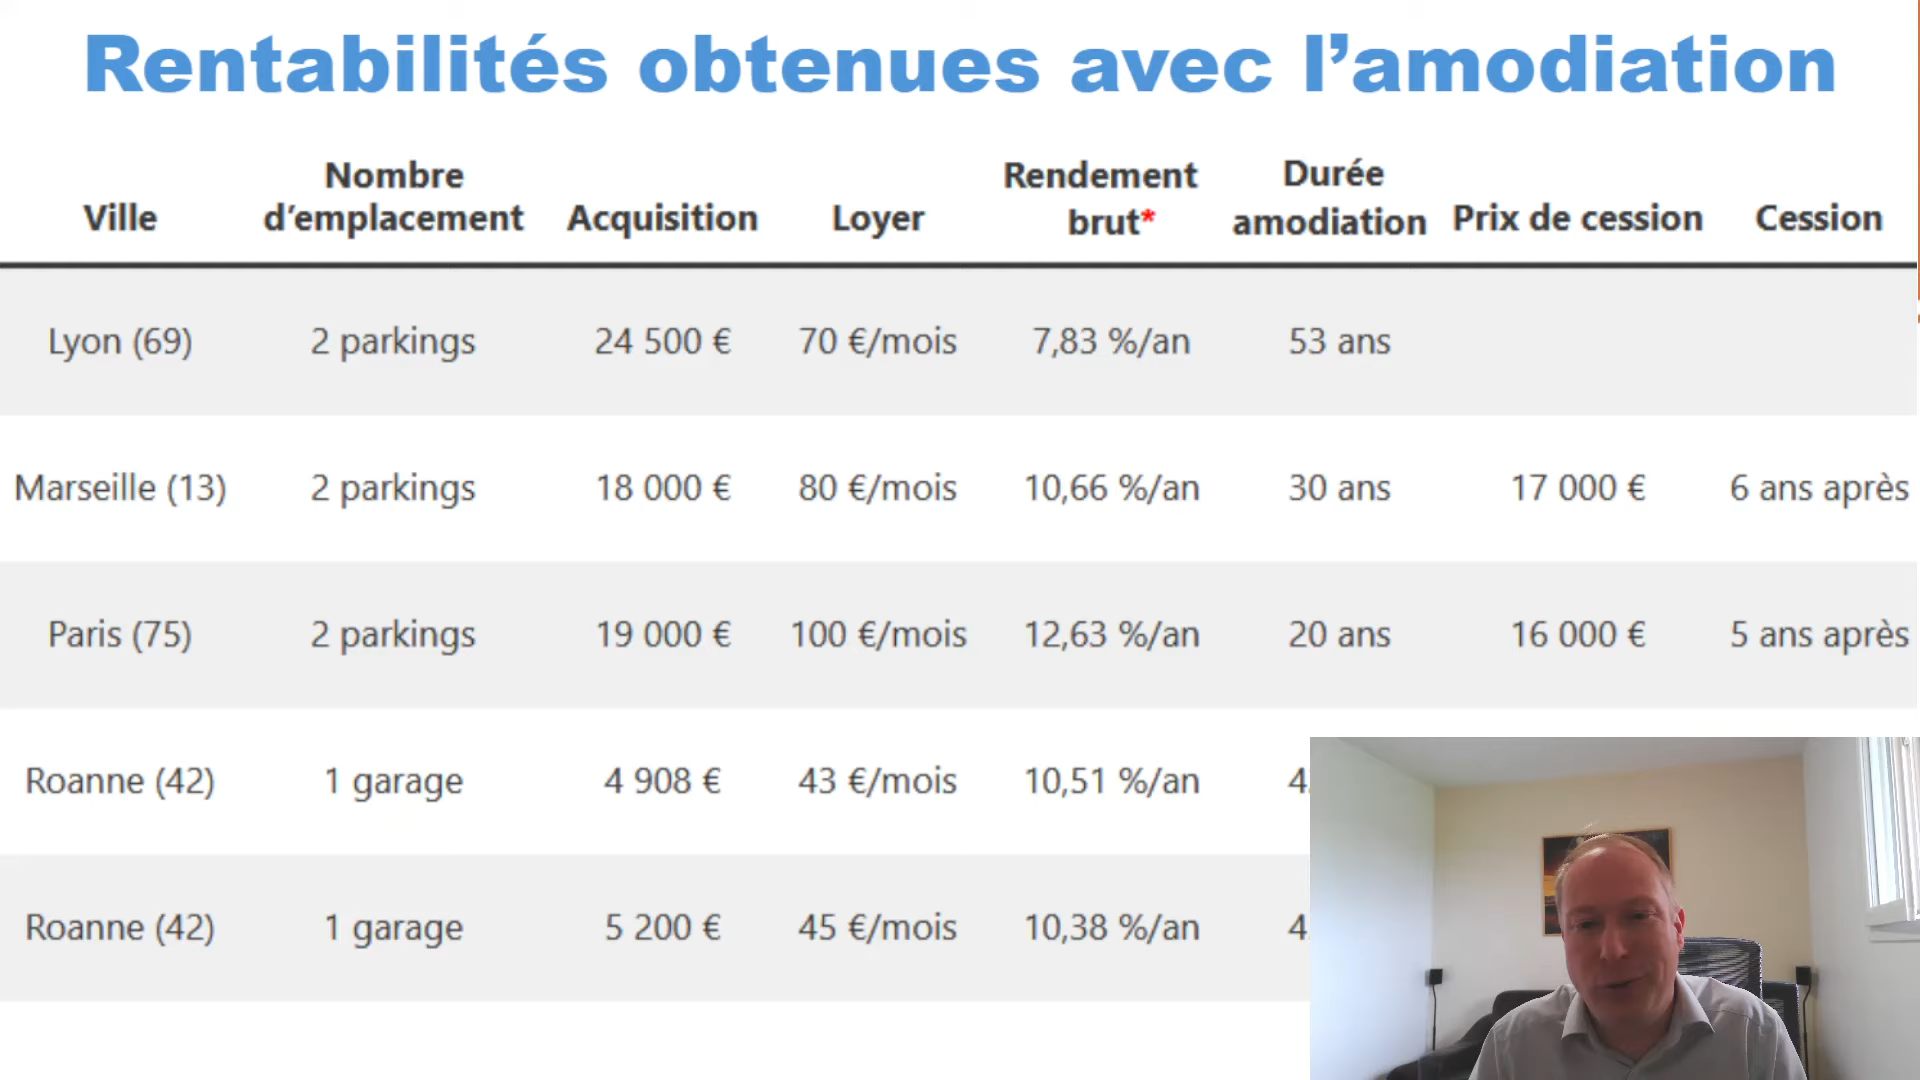 Rentabilités obtenues avec l’amodiation
Ville Nombre d’emplacement Acquisition Loyer Rendement brut* Durée amodiation Prix de cession Cession
Lyon (69) 2 parkings 24 500 € 70 €/mois 7,83 %/an 53 ans
Marseille (13) 2 parkings 18 000 € 80 €/mois 10,66 %/an 30 ans 17 000 € 6 ans après
Paris (75) 2 parkings 19 000 € 100 €/mois 12,63 %/an 20 ans 16 000 € 5 ans après
Roanne (42) 1 garage 4 908 € 43 €/mois 10,51 %/an
Roanne (42) 1 garage 5 200 € 45 €/mois 10,38 %/an